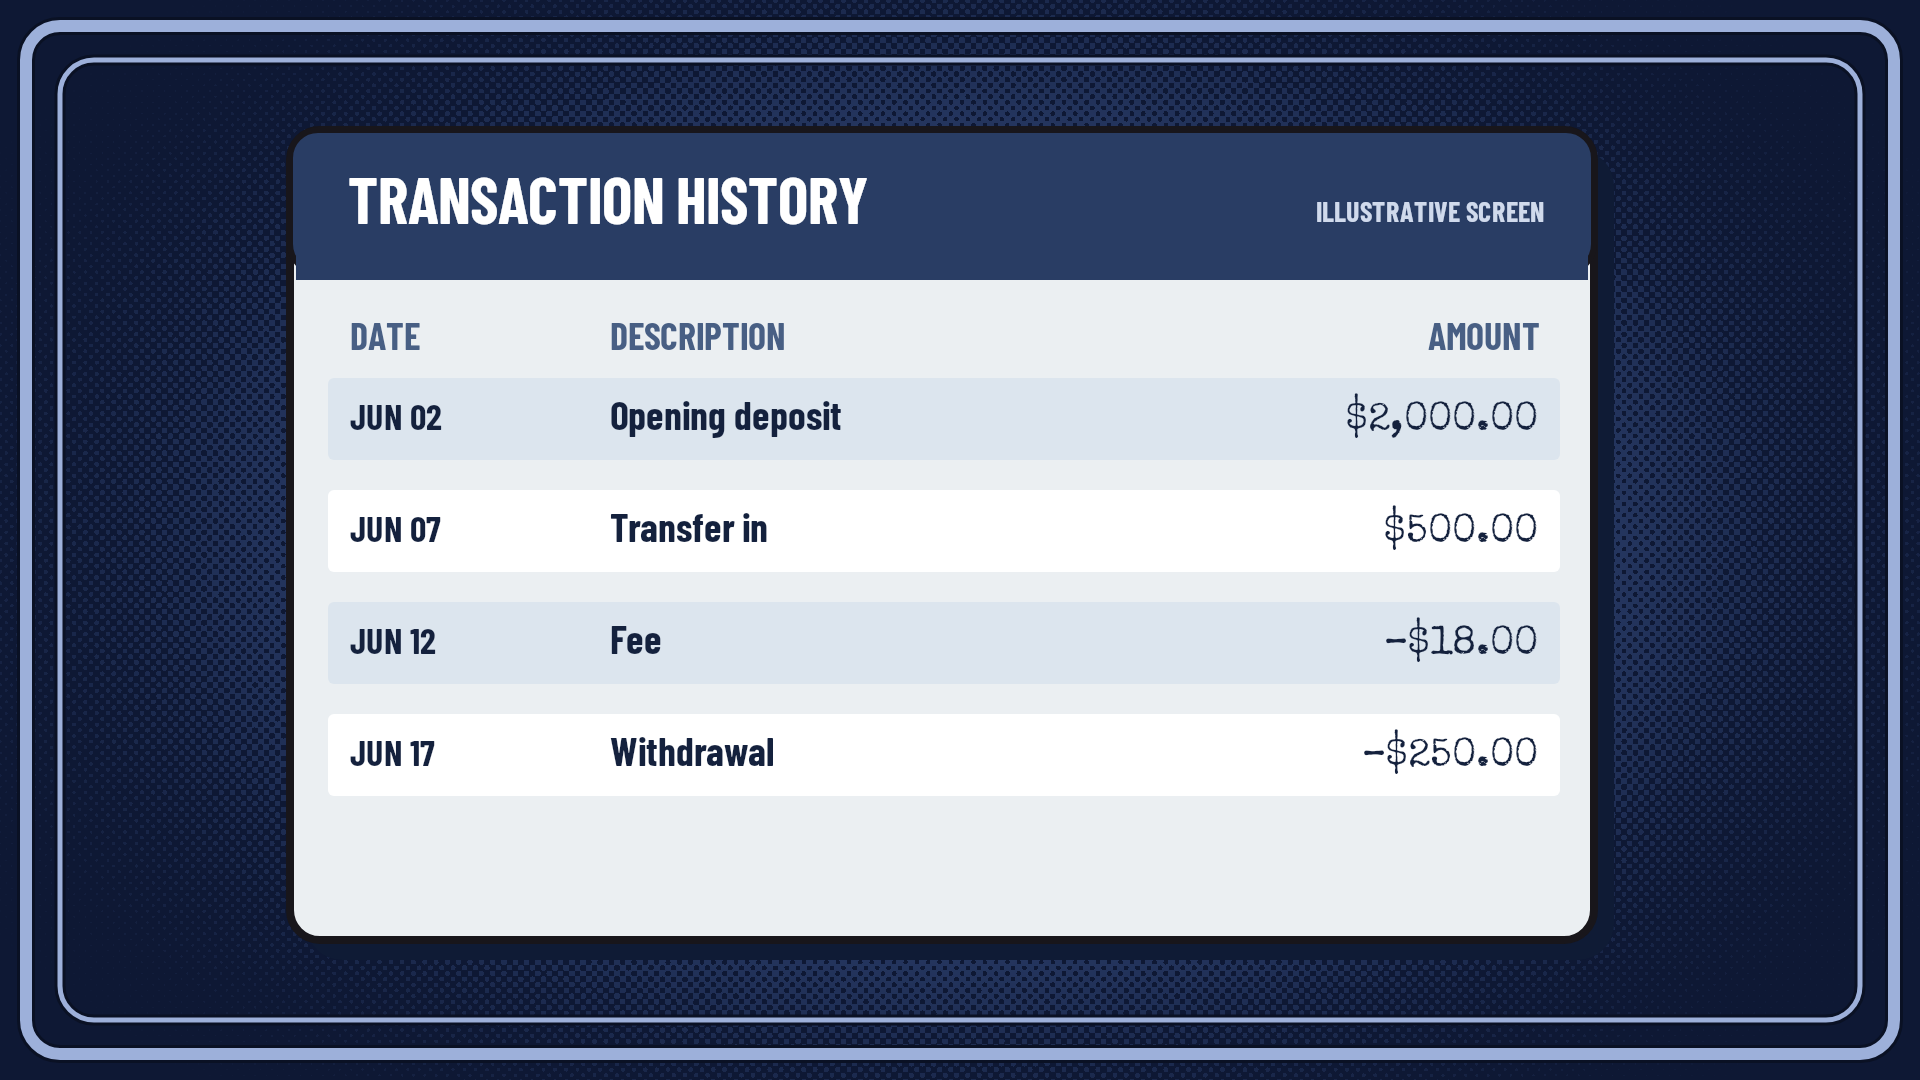 TRANSACTION HISTORY
ILLUSTRATIVE SCREEN
DATE DESCRIPTION AMOUNT
JUN 02 Opening deposit $2,000.00
JUN 07 Transfer in $500.00
JUN 12 Fee −$18.00
JUN 17 Withdrawal −$250.00